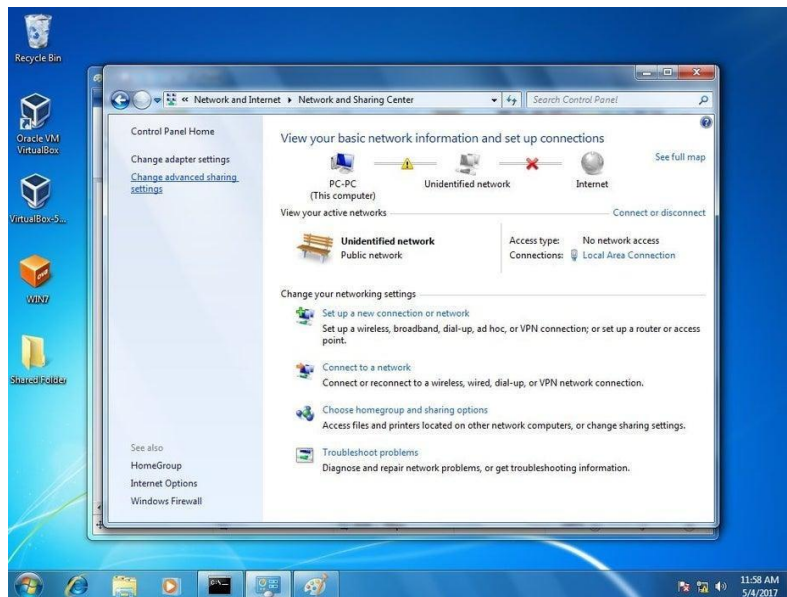 Recycle Bin
Oracle VM
VirtualBox
VirtualBox-5...
WIN7
Shared Folder
« Network and Internet ▸ Network and Sharing Center
Search Control Panel
Control Panel Home
Change adapter settings
Change advanced sharing
settings
See also
HomeGroup
Internet Options
Windows Firewall
View your basic network information and set up connections
See full map
PC-PC
(This computer)
Unidentified network
Internet
View your active networks
Connect or disconnect
Unidentified network
Public network
Access type: No network access
Connections: Local Area Connection
Change your networking settings
Set up a new connection or network
Set up a wireless, broadband, dial-up, ad hoc, or VPN connection; or set up a router or access
point.
Connect to a network
Connect or reconnect to a wireless, wired, dial-up, or VPN network connection.
Choose homegroup and sharing options
Access files and printers located on other network computers, or change sharing settings.
Troubleshoot problems
Diagnose and repair network problems, or get troubleshooting information.
11:58 AM
5/4/2017